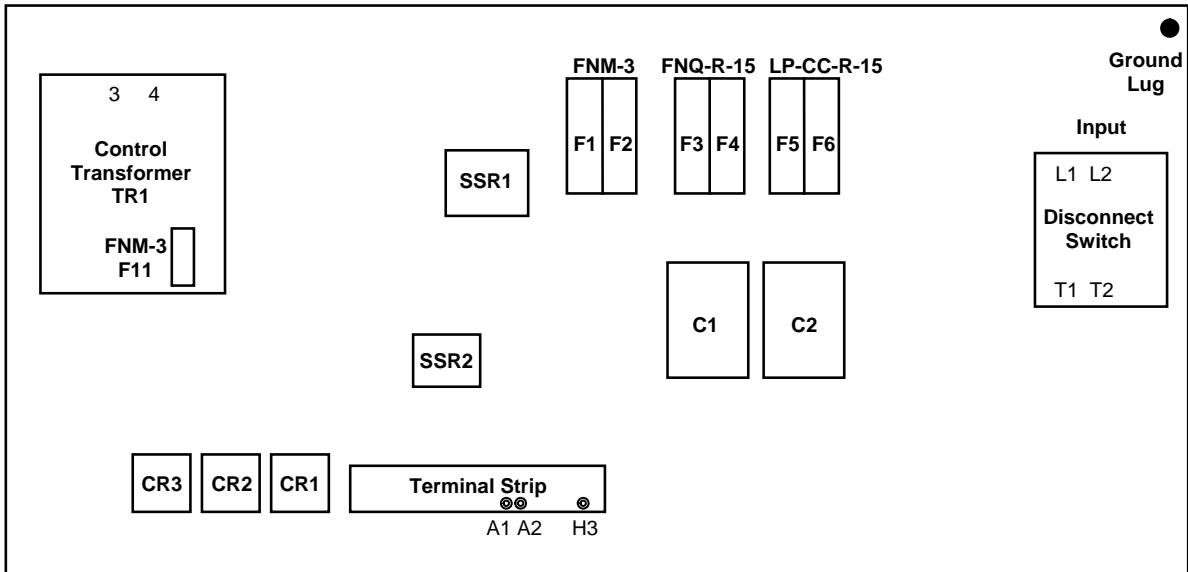 Ground
Lug
FNM-3 FNQ-R-15 LP-CC-R-15
3 4
Control
Transformer
TR1
FNM-3
F11
SSR1
F1 F2 F3 F4 F5 F6
Input
L1 L2
Disconnect
Switch
T1 T2
C1 C2
SSR2
CR3 CR2 CR1
Terminal Strip
A1 A2 H3